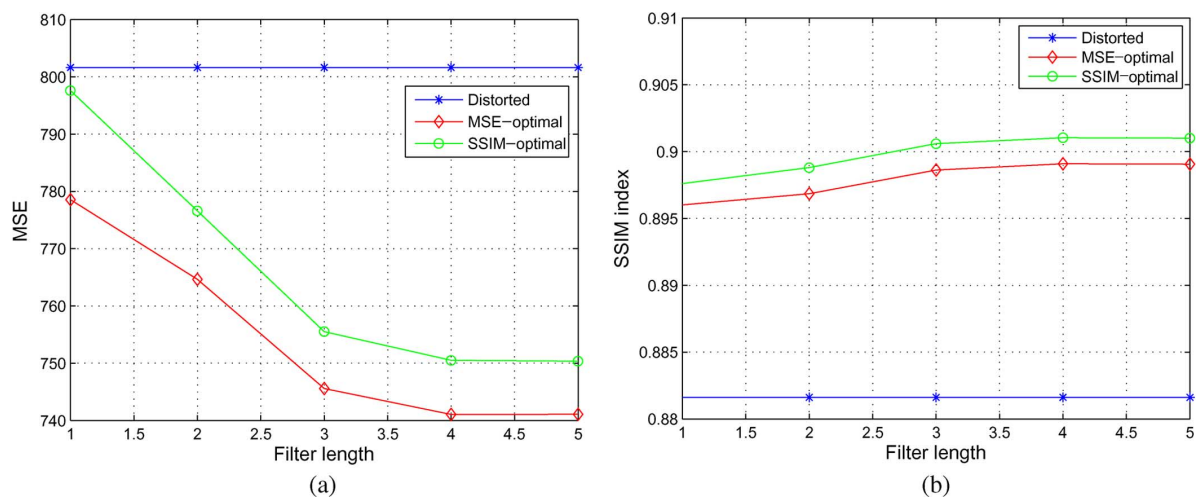 810
800
790
780
770
760
750
740
MSE
1 1.5 2 2.5 3 3.5 4 4.5 5
Filter length
Distorted
MSE−optimal
SSIM−optimal
(a)
0.91
0.905
0.9
0.895
0.89
0.885
0.88
SSIM index
1 1.5 2 2.5 3 3.5 4 4.5 5
Filter length
Distorted
MSE−optimal
SSIM−optimal
(b)